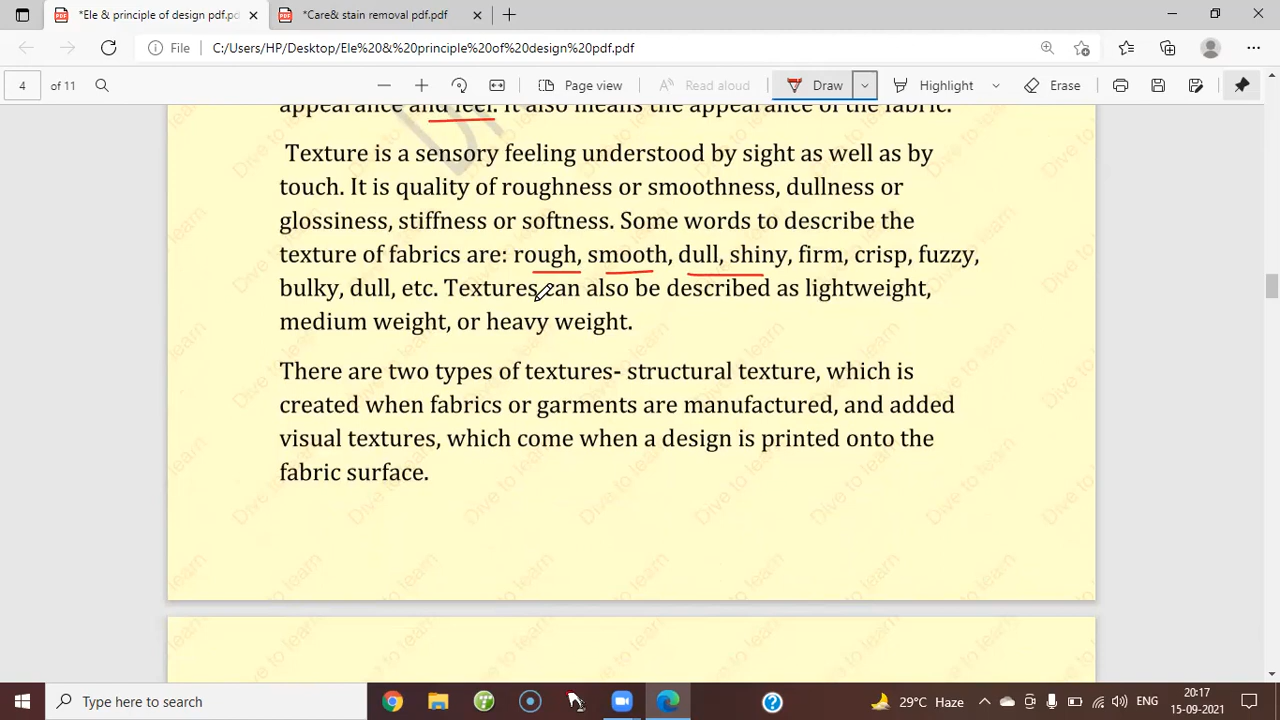 *Ele & principle of design pdf.pdf
*Care& stain removal pdf.pdf
File
C:/Users/HP/Desktop/Ele%20&%20principle%20of%20design%20pdf.pdf
4 of 11
Page view
Read aloud
Draw
Highlight
Erase
appearance and feel. It also means the appearance of the fabric.
Texture is a sensory feeling understood by sight as well as by
touch. It is quality of roughness or smoothness, dullness or
glossiness, stiffness or softness. Some words to describe the
texture of fabrics are: rough, smooth, dull, shiny, firm, crisp, fuzzy,
bulky, dull, etc. Textures can also be described as lightweight,
medium weight, or heavy weight.
There are two types of textures- structural texture, which is
created when fabrics or garments are manufactured, and added
visual textures, which come when a design is printed onto the
fabric surface.
Dive to learn
Type here to search
29°C Haze
ENG
20:17
15-09-2021